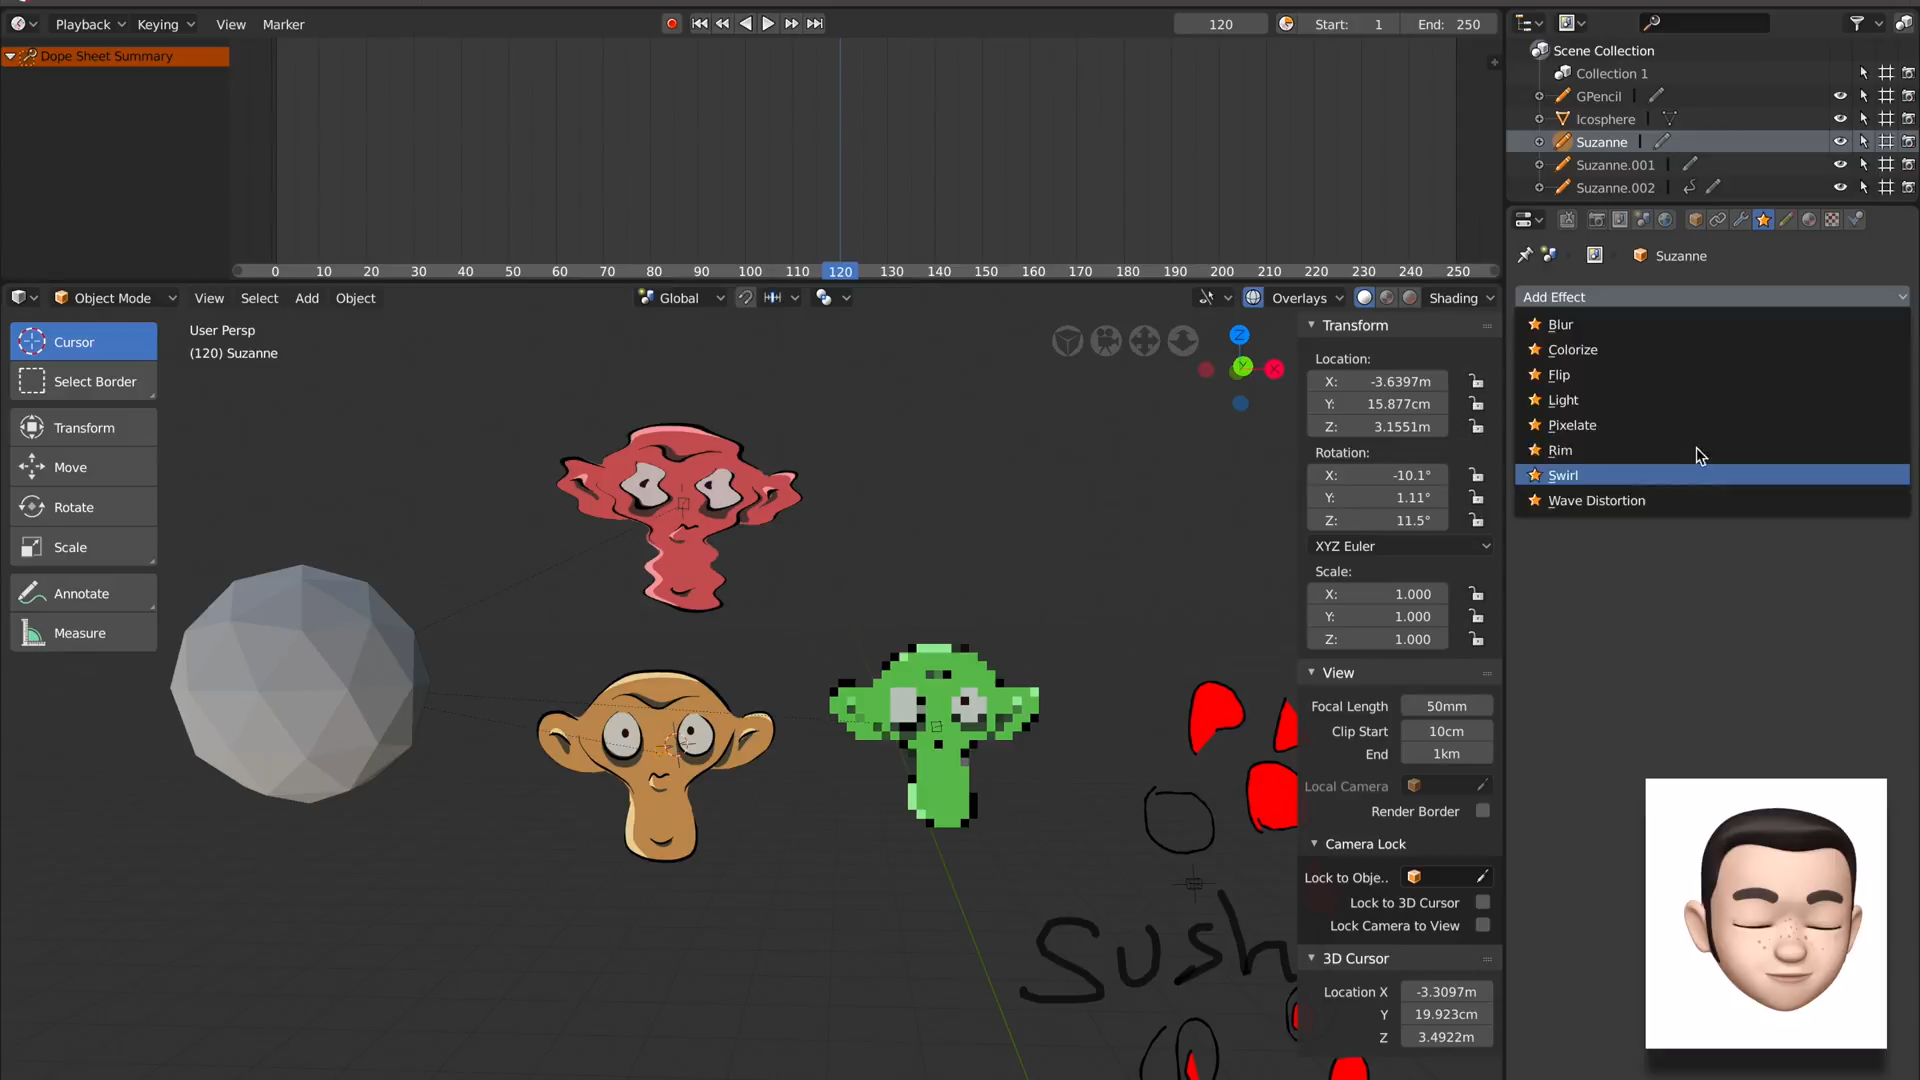 Playback Keying View Marker 120 Start: 1 End: 250
Dope Sheet Summary
0 10 20 30 40 50 60 70 80 90 100 110 120 130 140 150 160 170 180 190 200 210 220 230 240 250
Object Mode View Select Add Object Global Overlays Shading
Cursor
Select Border
Transform
Move
Rotate
Scale
Annotate
Measure
User Persp
(120) Suzanne
Z
Y
X
Sush
Transform
Location:
X: -3.6397m
Y: 15.877cm
Z: 3.1551m
Rotation:
X: -10.1°
Y: 1.11°
Z: 11.5°
XYZ Euler
Scale:
X: 1.000
Y: 1.000
Z: 1.000
View
Focal Length 50mm
Clip Start 10cm
End 1km
Local Camera
Render Border
Camera Lock
Lock to Obje..
Lock to 3D Cursor
Lock Camera to View
3D Cursor
Location X -3.3097m
Y 19.923cm
Z 3.4922m
Scene Collection
Collection 1
GPencil
Icosphere
Suzanne
Suzanne.001
Suzanne.002
Suzanne
Add Effect
Blur
Colorize
Flip
Light
Pixelate
Rim
Swirl
Wave Distortion